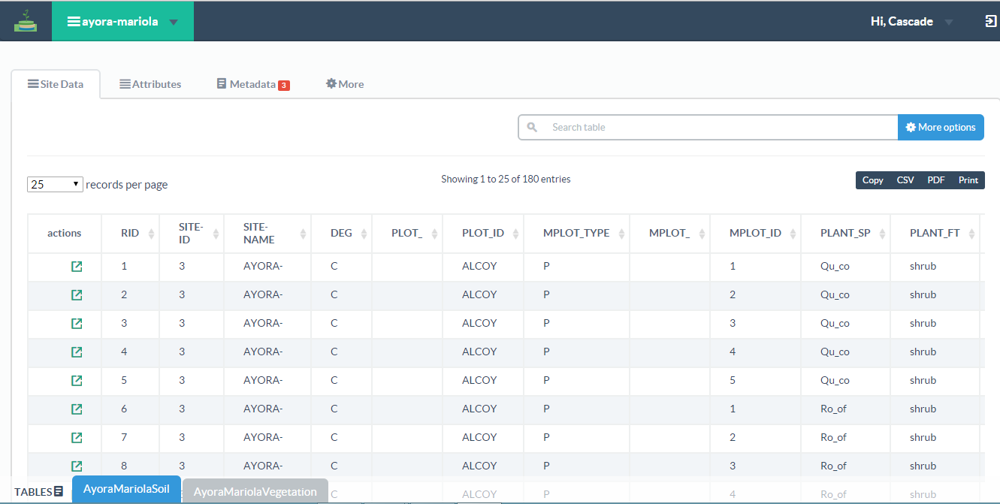 ayora-mariola
Hi, Cascade
Site Data Attributes Metadata 3 More
Search table More options
25 records per page Showing 1 to 25 of 180 entries Copy CSV PDF Print
actions RID SITE-ID SITE-NAME DEG PLOT_ PLOT_ID MPLOT_TYPE MPLOT_ MPLOT_ID PLANT_SP PLANT_FT
1 3 AYORA- C ALCOY P 1 Qu_co shrub
2 3 AYORA- C ALCOY P 2 Qu_co shrub
3 3 AYORA- C ALCOY P 3 Qu_co shrub
4 3 AYORA- C ALCOY P 4 Qu_co shrub
5 3 AYORA- C ALCOY P 5 Qu_co shrub
6 3 AYORA- C ALCOY P 1 Ro_of shrub
7 3 AYORA- C ALCOY P 2 Ro_of shrub
8 3 AYORA- C ALCOY P 3 Ro_of shrub
C ALCOY P 4 Ro_of shrub
TABLES AyoraMariolaSoil AyoraMariolaVegetation